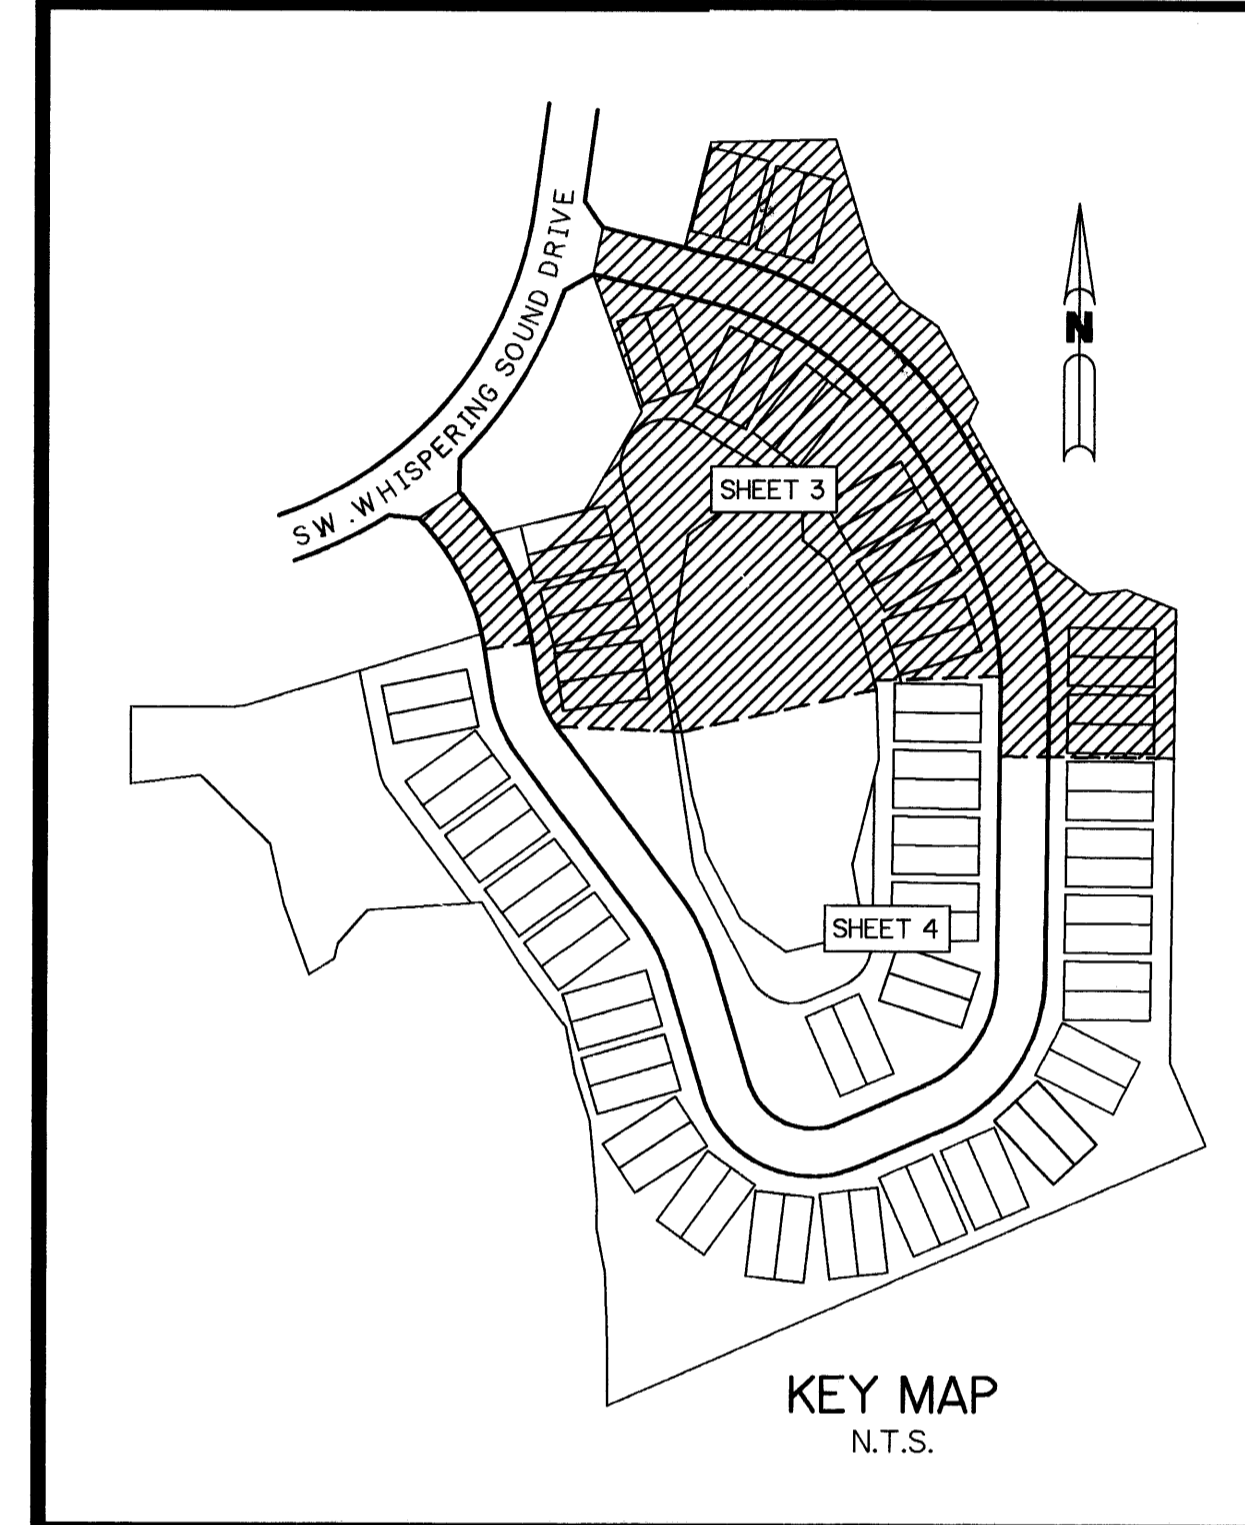 SW. WHISPERING SOUND DRIVE
N
SHEET 3
SHEET 4
KEY MAP
N.T.S.